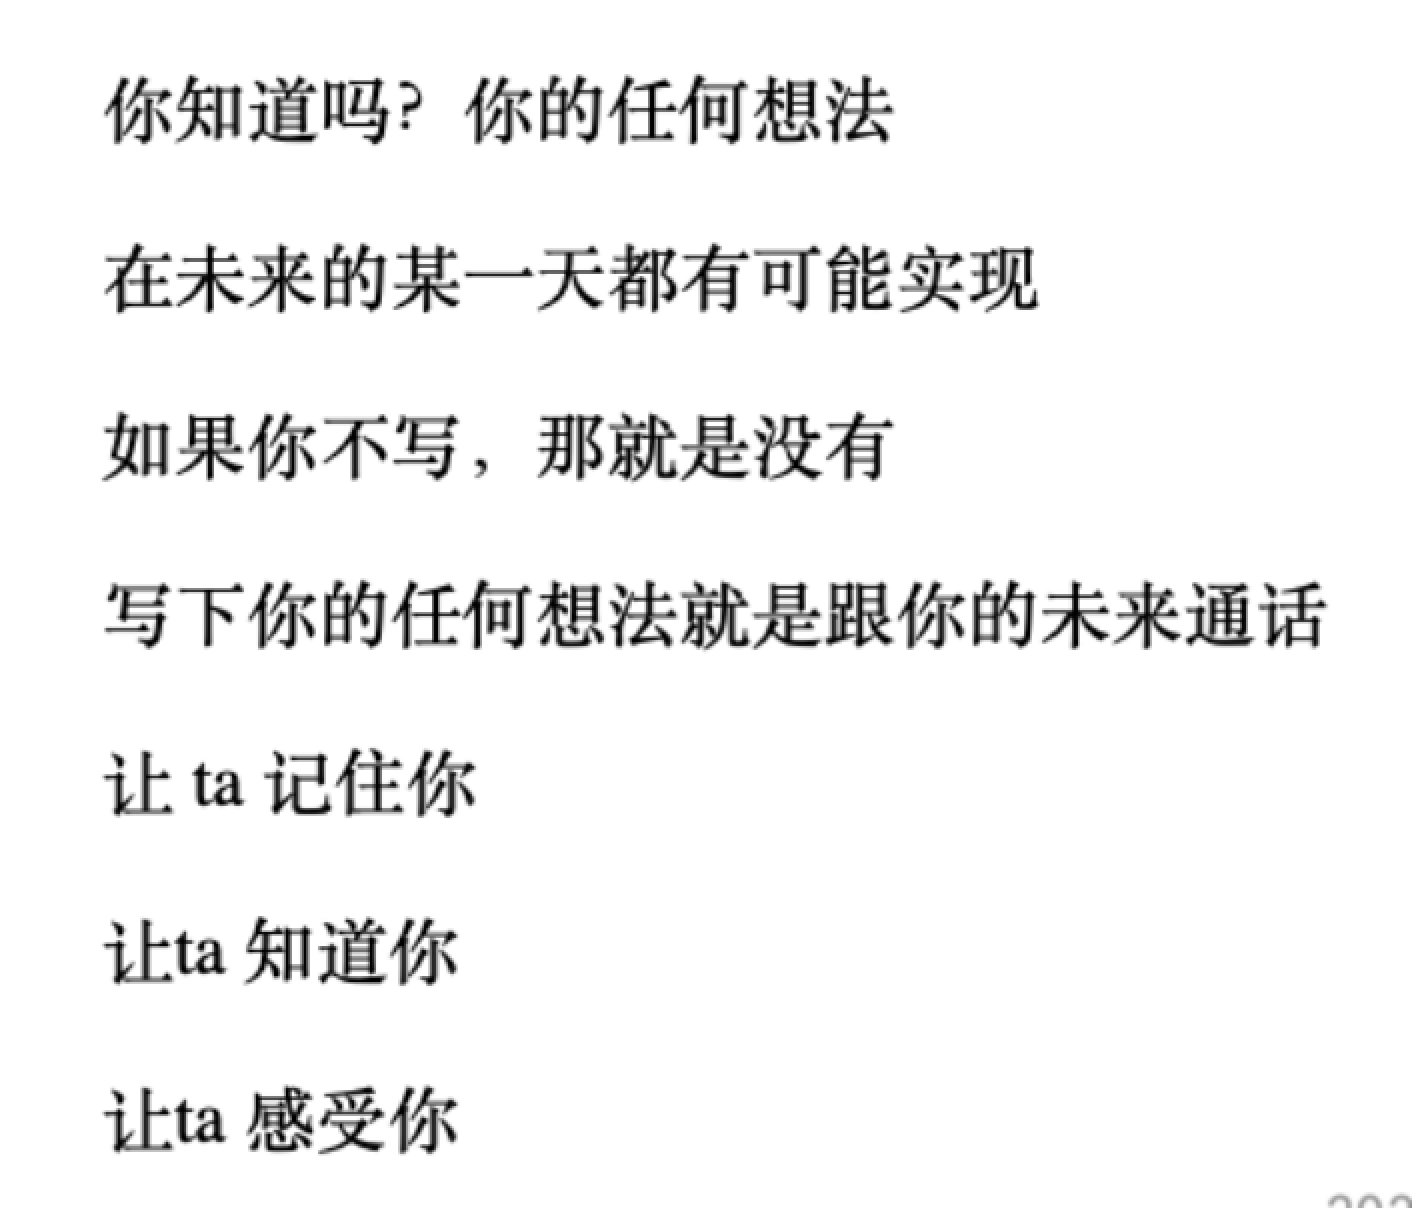 你知道吗？你的任何想法
在未来的某一天都有可能实现
如果你不写，那就是没有
写下你的任何想法就是跟你的未来通话
让 ta 记住你
让ta 知道你
让ta 感受你